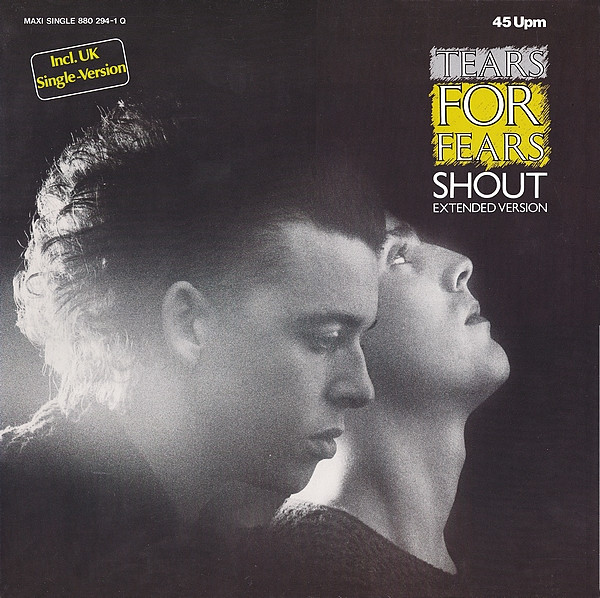 MAXI SINGLE 880 294-1 Q
45 Upm
Incl. UK
Single-Version
TEARS
FOR
FEARS
SHOUT
EXTENDED VERSION